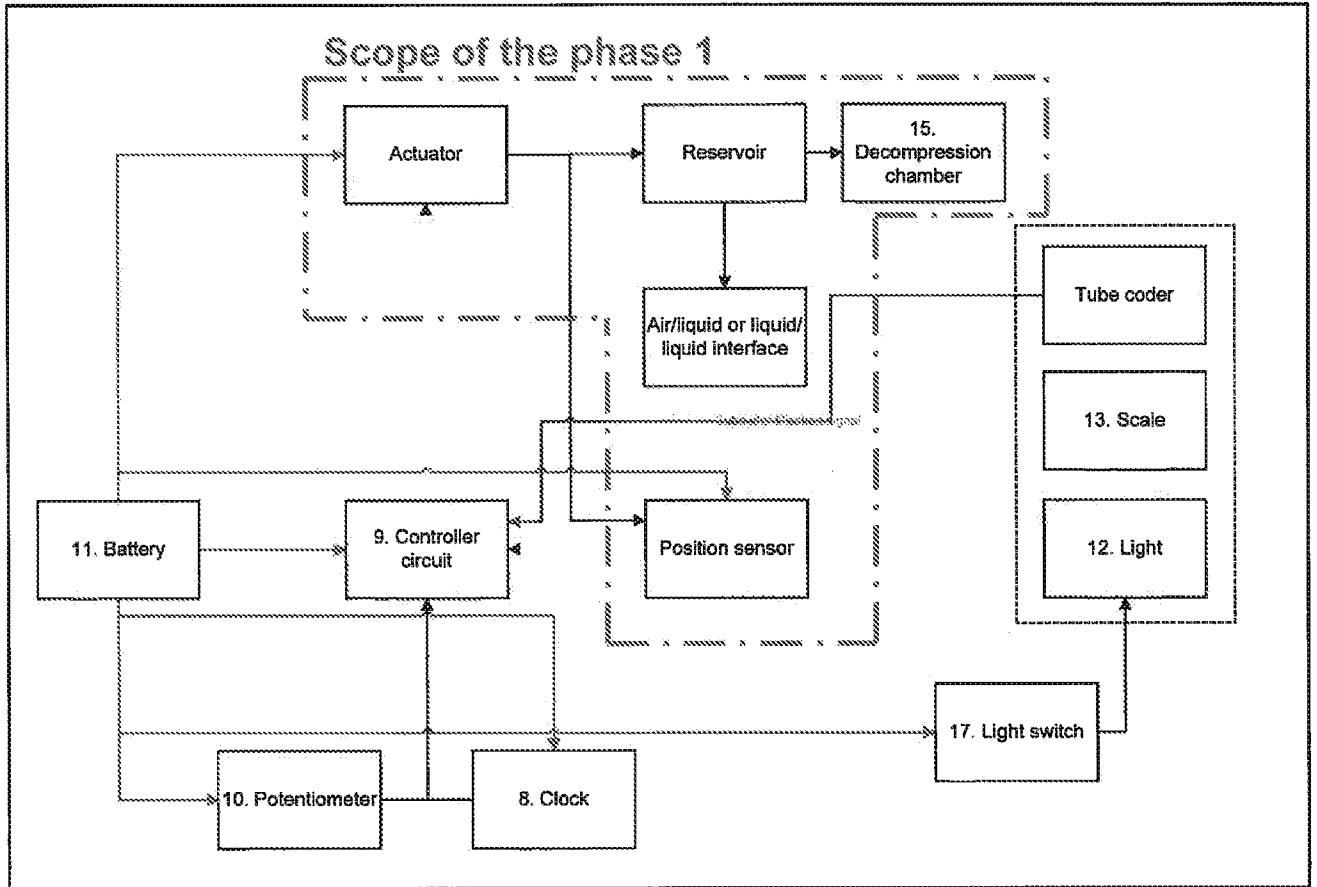 Scope of the phase 1
Actuator
Reservoir
15.
Decompression
chamber
Tube coder
Air/liquid or liquid/
liquid interface
13. Scale
11. Battery
9. Controller
circuit
Position sensor
12. Light
17. Light switch
10. Potentiometer
8. Clock